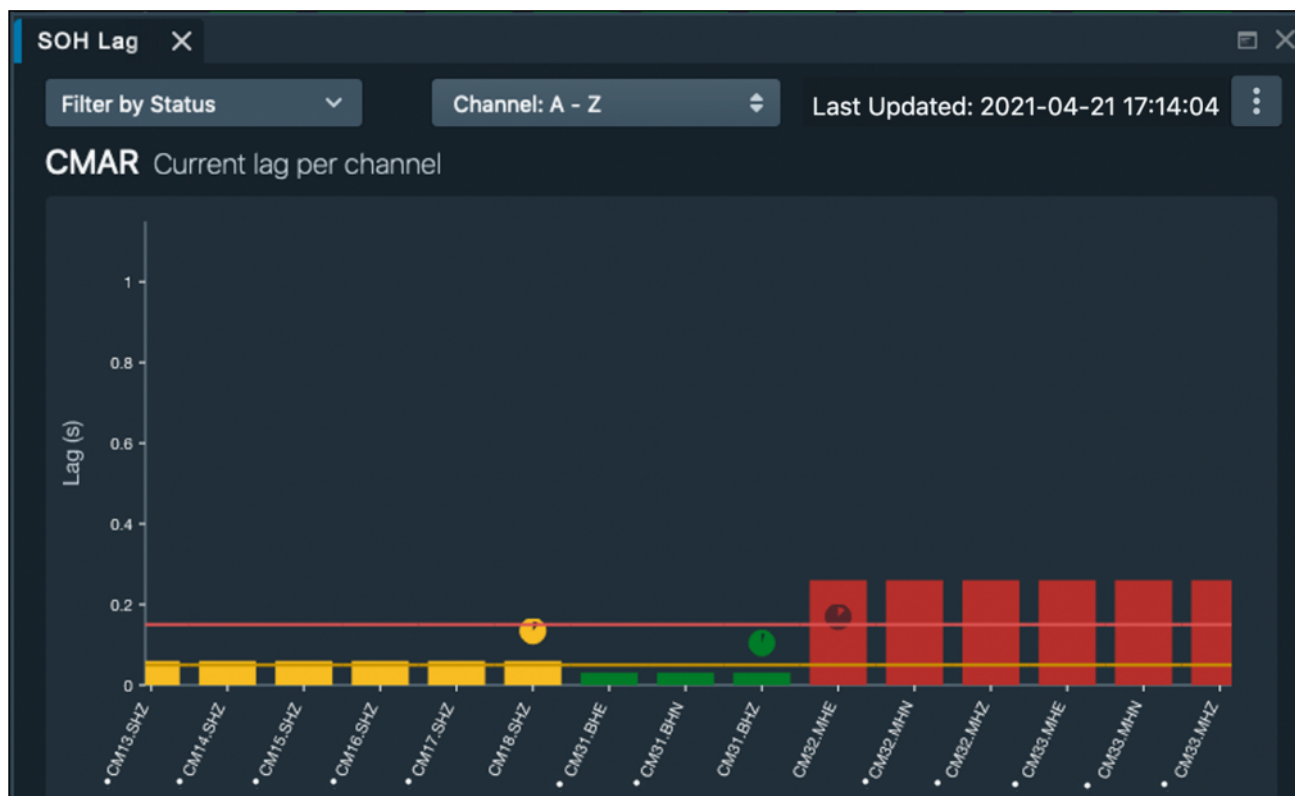 SOH Lag
Filter by Status
Channel: A - Z
Last Updated: 2021-04-21 17:14:04
CMAR Current lag per channel
Lag (s)
1
0.8
0.6
0.4
0.2
0
CM13.SHZ
CM14.SHZ
CM15.SHZ
CM16.SHZ
CM17.SHZ
CM18.SHZ
CM31.BHE
CM31.BHN
CM31.BHZ
CM32.MHE
CM32.MHN
CM32.MHZ
CM33.MHE
CM33.MHN
CM33.MHZ